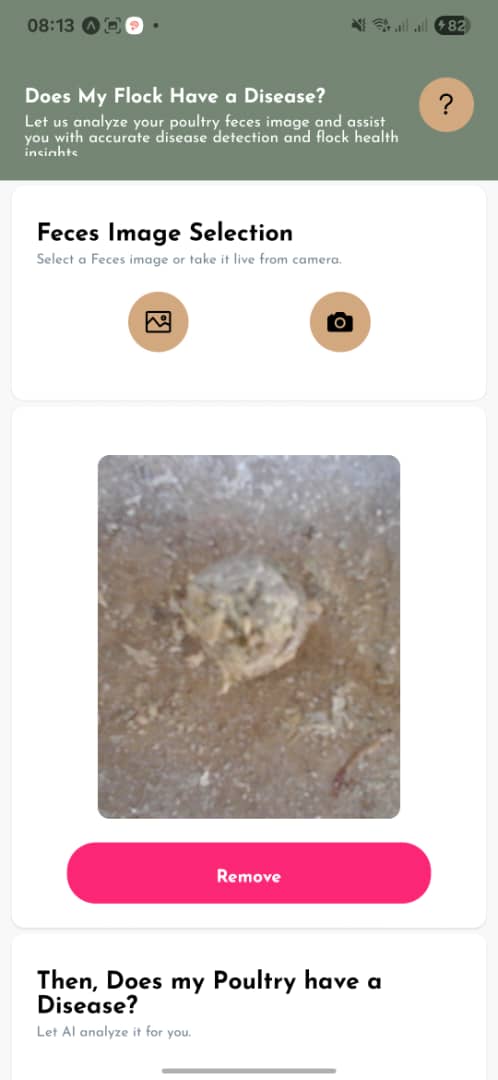 08:13
82
Does My Flock Have a Disease?
Let us analyze your poultry feces image and assist
you with accurate disease detection and flock health
insights
?
Feces Image Selection
Select a Feces image or take it live from camera.
Remove
Then, Does my Poultry have a
Disease?
Let AI analyze it for you.